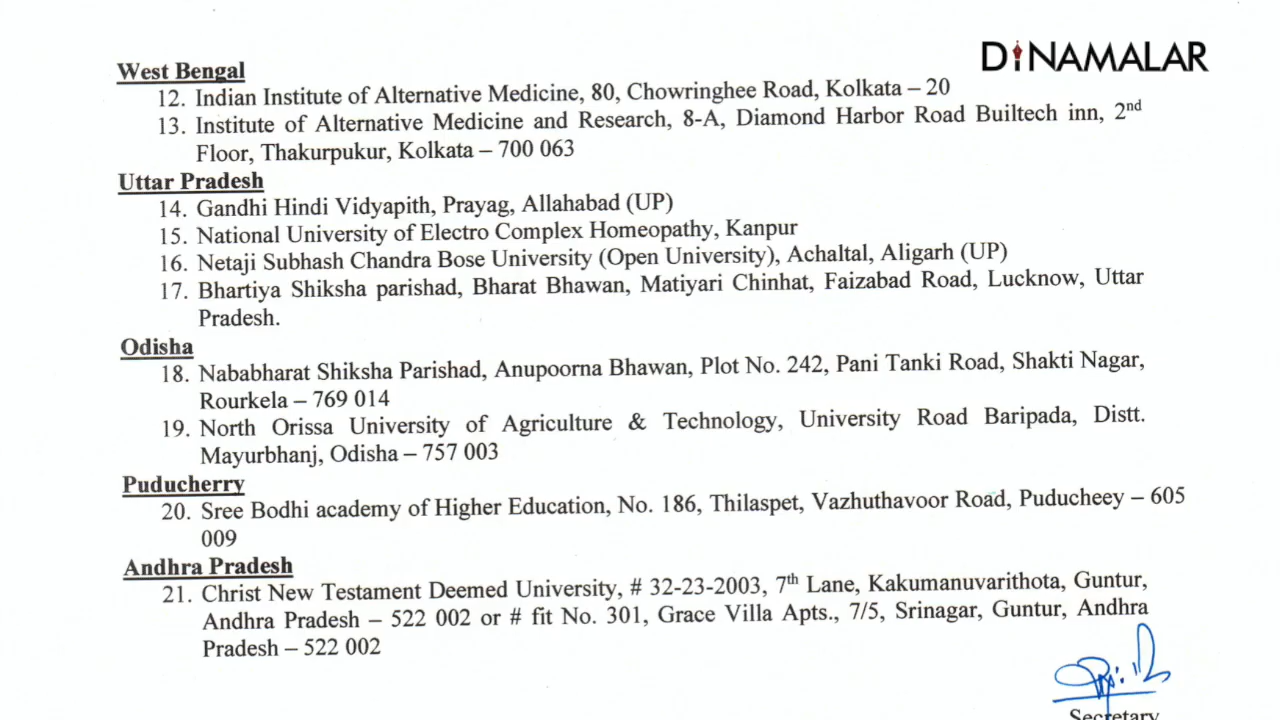 DiNAMALAR
West Bengal
12. Indian Institute of Alternative Medicine, 80, Chowringhee Road, Kolkata – 20
13. Institute of Alternative Medicine and Research, 8-A, Diamond Harbor Road Builtech inn, 2nd
Floor, Thakurpukur, Kolkata – 700 063
Uttar Pradesh
14. Gandhi Hindi Vidyapith, Prayag, Allahabad (UP)
15. National University of Electro Complex Homeopathy, Kanpur
16. Netaji Subhash Chandra Bose University (Open University), Achaltal, Aligarh (UP)
17. Bhartiya Shiksha parishad, Bharat Bhawan, Matiyari Chinhat, Faizabad Road, Lucknow, Uttar
Pradesh.
Odisha
18. Nababharat Shiksha Parishad, Anupoorna Bhawan, Plot No. 242, Pani Tanki Road, Shakti Nagar,
Rourkela – 769 014
19. North Orissa University of Agriculture & Technology, University Road Baripada, Distt.
Mayurbhanj, Odisha – 757 003
Puducherry
20. Sree Bodhi academy of Higher Education, No. 186, Thilaspet, Vazhuthavoor Road, Puducheey – 605
009
Andhra Pradesh
21. Christ New Testament Deemed University, # 32-23-2003, 7th Lane, Kakumanuvarithota, Guntur,
Andhra Pradesh – 522 002 or # fit No. 301, Grace Villa Apts., 7/5, Srinagar, Guntur, Andhra
Pradesh – 522 002
Secretary